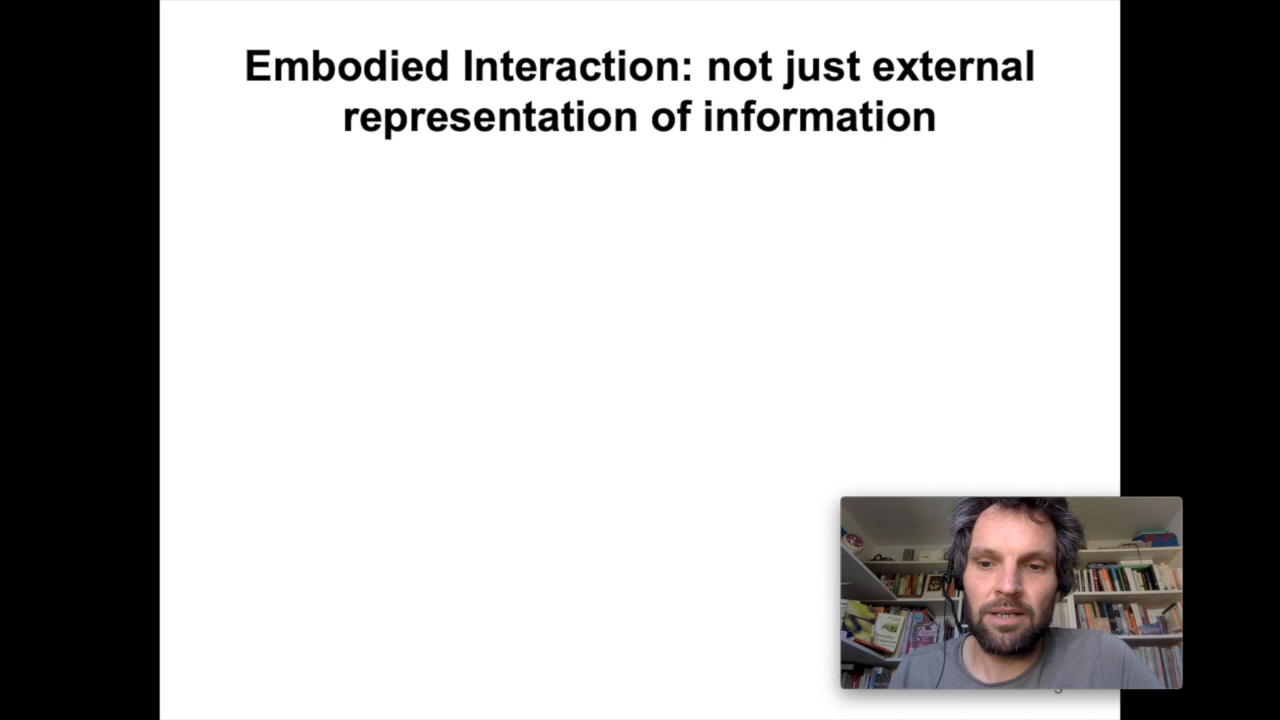 Embodied Interaction: not just external
representation of information